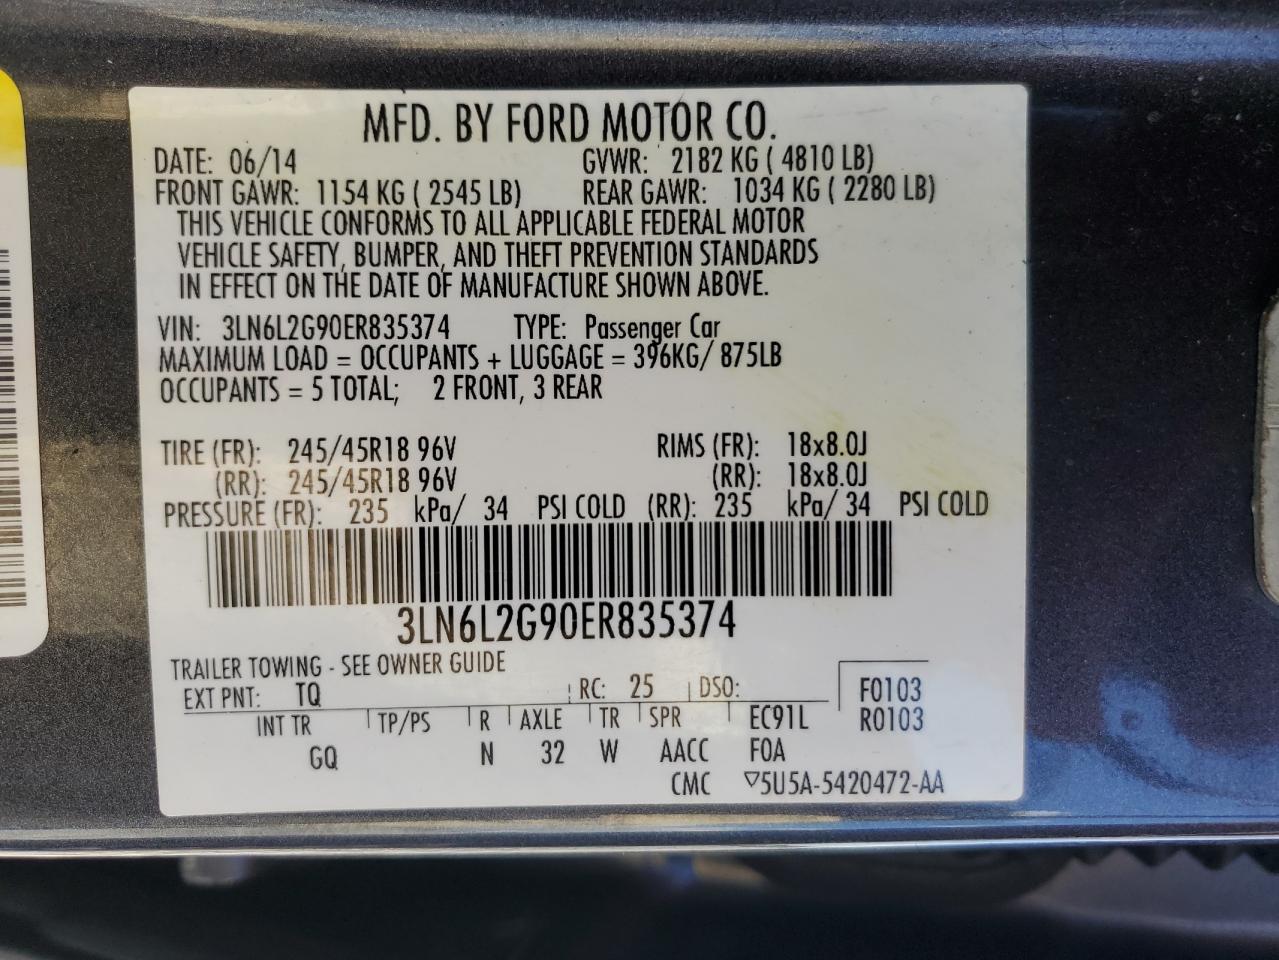 MFD. BY FORD MOTOR CO.
DATE: 06/14 GVWR: 2182 KG ( 4810 LB)
FRONT GAWR: 1154 KG ( 2545 LB) REAR GAWR: 1034 KG ( 2280 LB)
THIS VEHICLE CONFORMS TO ALL APPLICABLE FEDERAL MOTOR
VEHICLE SAFETY, BUMPER, AND THEFT PREVENTION STANDARDS
IN EFFECT ON THE DATE OF MANUFACTURE SHOWN ABOVE.
VIN: 3LN6L2G90ER835374 TYPE: Passenger Car
MAXIMUM LOAD = OCCUPANTS + LUGGAGE = 396KG/ 875LB
OCCUPANTS = 5 TOTAL; 2 FRONT, 3 REAR
TIRE (FR): 245/45R18 96V RIMS (FR): 18x8.0J
(RR): 245/45R18 96V (RR): 18x8.0J
PRESSURE (FR): 235 kPa/ 34 PSI COLD (RR): 235 kPa/ 34 PSI COLD
3LN6L2G90ER835374
TRAILER TOWING - SEE OWNER GUIDE
EXT PNT: TQ RC: 25 DSO: F0103
INT TR TP/PS R AXLE TR SPR EC91L R0103
GQ N 32 W AACC F0A
CMC ▽5U5A-5420472-AA